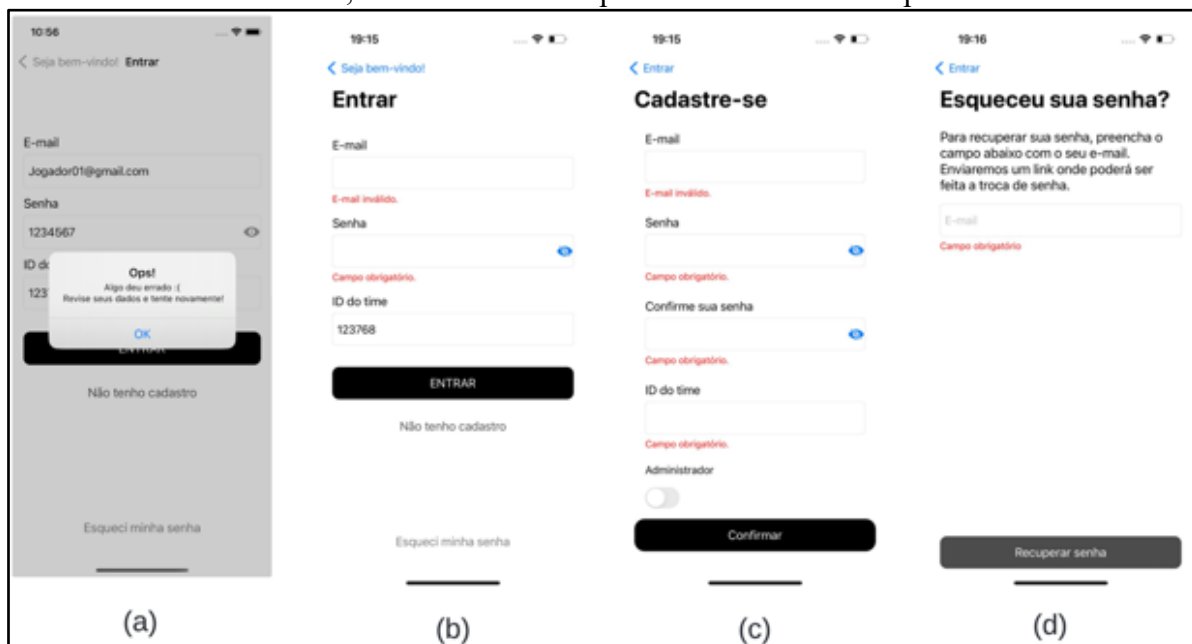 10:56
Seja bem-vindo! Entrar
E-mail
Jogador01@gmail.com
Senha
1234567
ID do
123
Ops!
Algo deu errado :(
Revise seus dados e tente novamente!
OK
ENTRAR
Não tenho cadastro
Esqueci minha senha
(a)
19:15
Seja bem-vindo!
Entrar
E-mail
E-mail inválido.
Senha
Campo obrigatório.
ID do time
123768
ENTRAR
Não tenho cadastro
Esqueci minha senha
(b)
19:15
Entrar
Cadastre-se
E-mail
E-mail inválido.
Senha
Campo obrigatório.
Confirme sua senha
Campo obrigatório.
ID do time
Campo obrigatório.
Administrador
Confirmar
(c)
19:16
Entrar
Esqueceu sua senha?
Para recuperar sua senha, preencha o
campo abaixo com o seu e-mail.
Enviaremos um link onde poderá ser
feita a troca de senha.
E-mail
Campo obrigatório
Recuperar senha
(d)